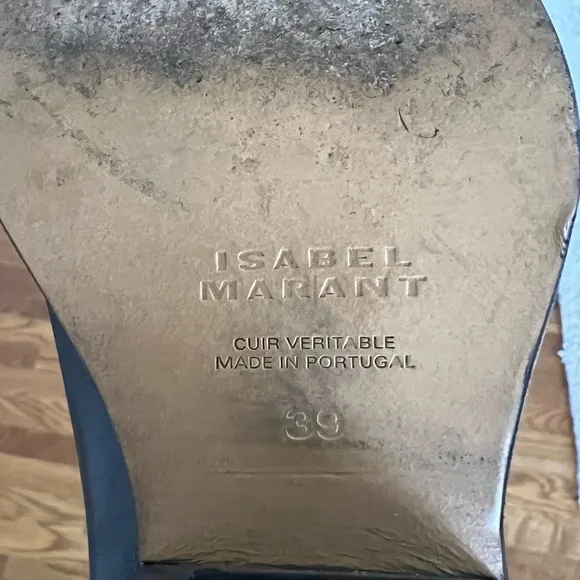 ISABEL
MARANT
CUIR VERITABLE
MADE IN PORTUGAL
39